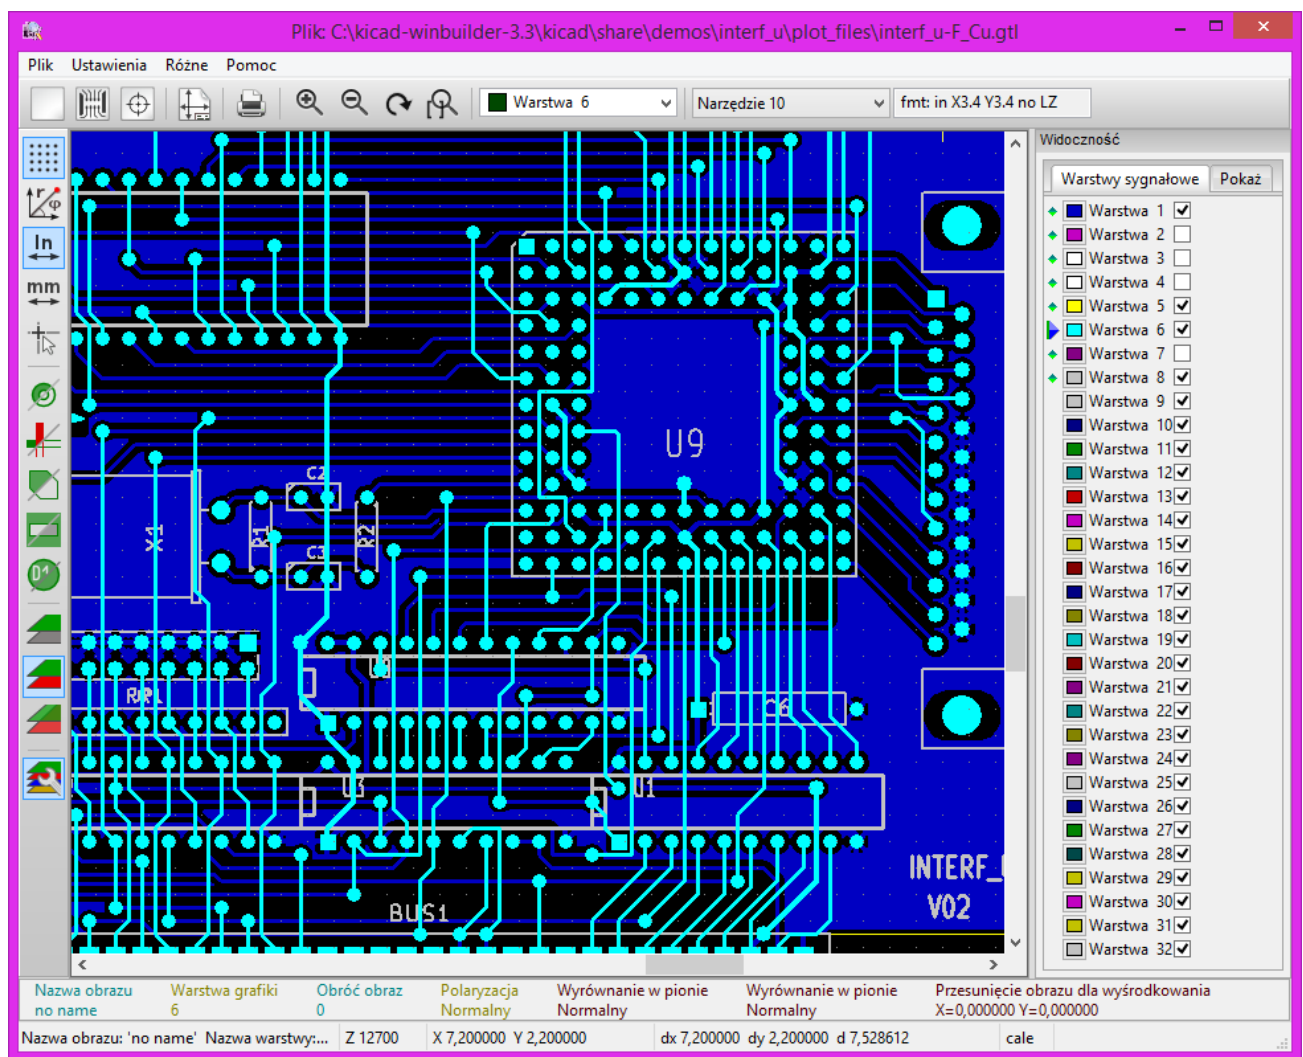 Plik: C:\kicad-winbuilder-3.3\kicad\share\demos\interf_u\plot_files\interf_u-F_Cu.gtl
Plik Ustawienia Różne Pomoc
Warstwa 6 Narzędzie 10 fmt: in X3.4 Y3.4 no LZ
Widoczność
Warstwy sygnałowe Pokaż
r φ
In
mm
D1
Warstwa 1
Warstwa 2
Warstwa 3
Warstwa 4
Warstwa 5
Warstwa 6
Warstwa 7
Warstwa 8
Warstwa 9
Warstwa 10
Warstwa 11
Warstwa 12
Warstwa 13
Warstwa 14
Warstwa 15
Warstwa 16
Warstwa 17
Warstwa 18
Warstwa 19
Warstwa 20
Warstwa 21
Warstwa 22
Warstwa 23
Warstwa 24
Warstwa 25
Warstwa 26
Warstwa 27
Warstwa 28
Warstwa 29
Warstwa 30
Warstwa 31
Warstwa 32
U9
C2
X1 R1 R2
C3
C6
U3 U1
INTERF_
V02
BUS1
Nazwa obrazu Warstwa grafiki Obróć obraz Polaryzacja Wyrównanie w pionie Wyrównanie w pionie Przesunięcie obrazu dla wyśrodkowania
no name 6 0 Normalny Normalny Normalny X=0,000000 Y=0,000000
Nazwa obrazu: 'no name' Nazwa warstwy:... Z 12700 X 7,200000 Y 2,200000 dx 7,200000 dy 2,200000 d 7,528612 cale